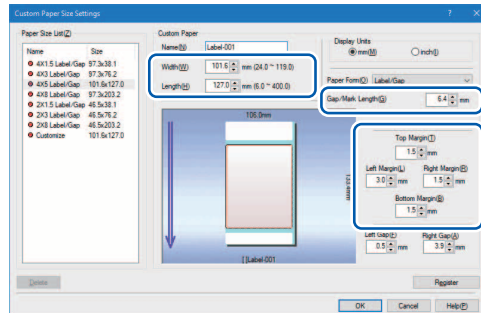 Custom Paper Size Settings
? ×
Paper Size List(Z)
Name Size
4X1.5 Label/Gap 97.3x38.1
4X3 Label/Gap 97.3x76.2
4X5 Label/Gap 101.6x127.0
4X8 Label/Gap 97.3x203.2
2X1.5 Label/Gap 46.5x38.1
2X3 Label/Gap 46.5x76.2
2X8 Label/Gap 46.5x203.2
Customize 101.6x127.0
Delete
Custom Paper
Name(N) Label-001
Width(W) 101.6 mm (24.0 ~ 119.0)
Length(H) 127.0 mm (6.0 ~ 400.0)
Display Units
mm(M) inch(I)
Paper Form(O) Label/Gap
Gap/Mark Length(G) 6.4 mm
106.0mm
133.4mm
[]Label-001
Top Margin(T)
1.5 mm
Left Margin(L) Right Margin(R)
3.0 mm 1.5 mm
Bottom Margin(B)
1.5 mm
Left Gap(F) Right Gap(A)
0.5 mm 3.9 mm
Register
OK Cancel Help(P)